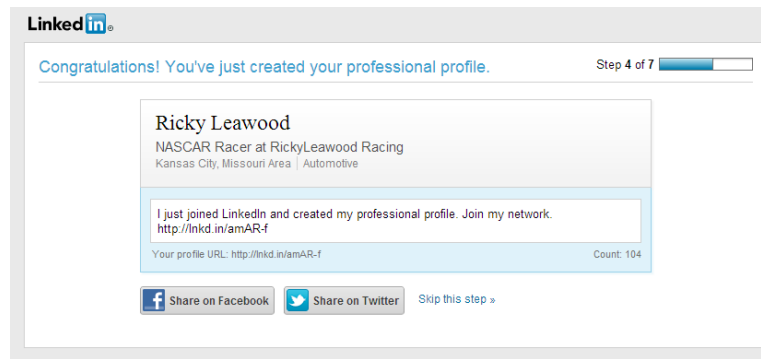 Linked in®
Congratulations! You've just created your professional profile.
Step 4 of 7
Ricky Leawood
NASCAR Racer at RickyLeawood Racing
Kansas City, Missouri Area | Automotive
I just joined LinkedIn and created my professional profile. Join my network.
http://lnkd.in/amAR-f
Your profile URL: http://lnkd.in/amAR-f
Count: 104
Share on Facebook
Share on Twitter
Skip this step »